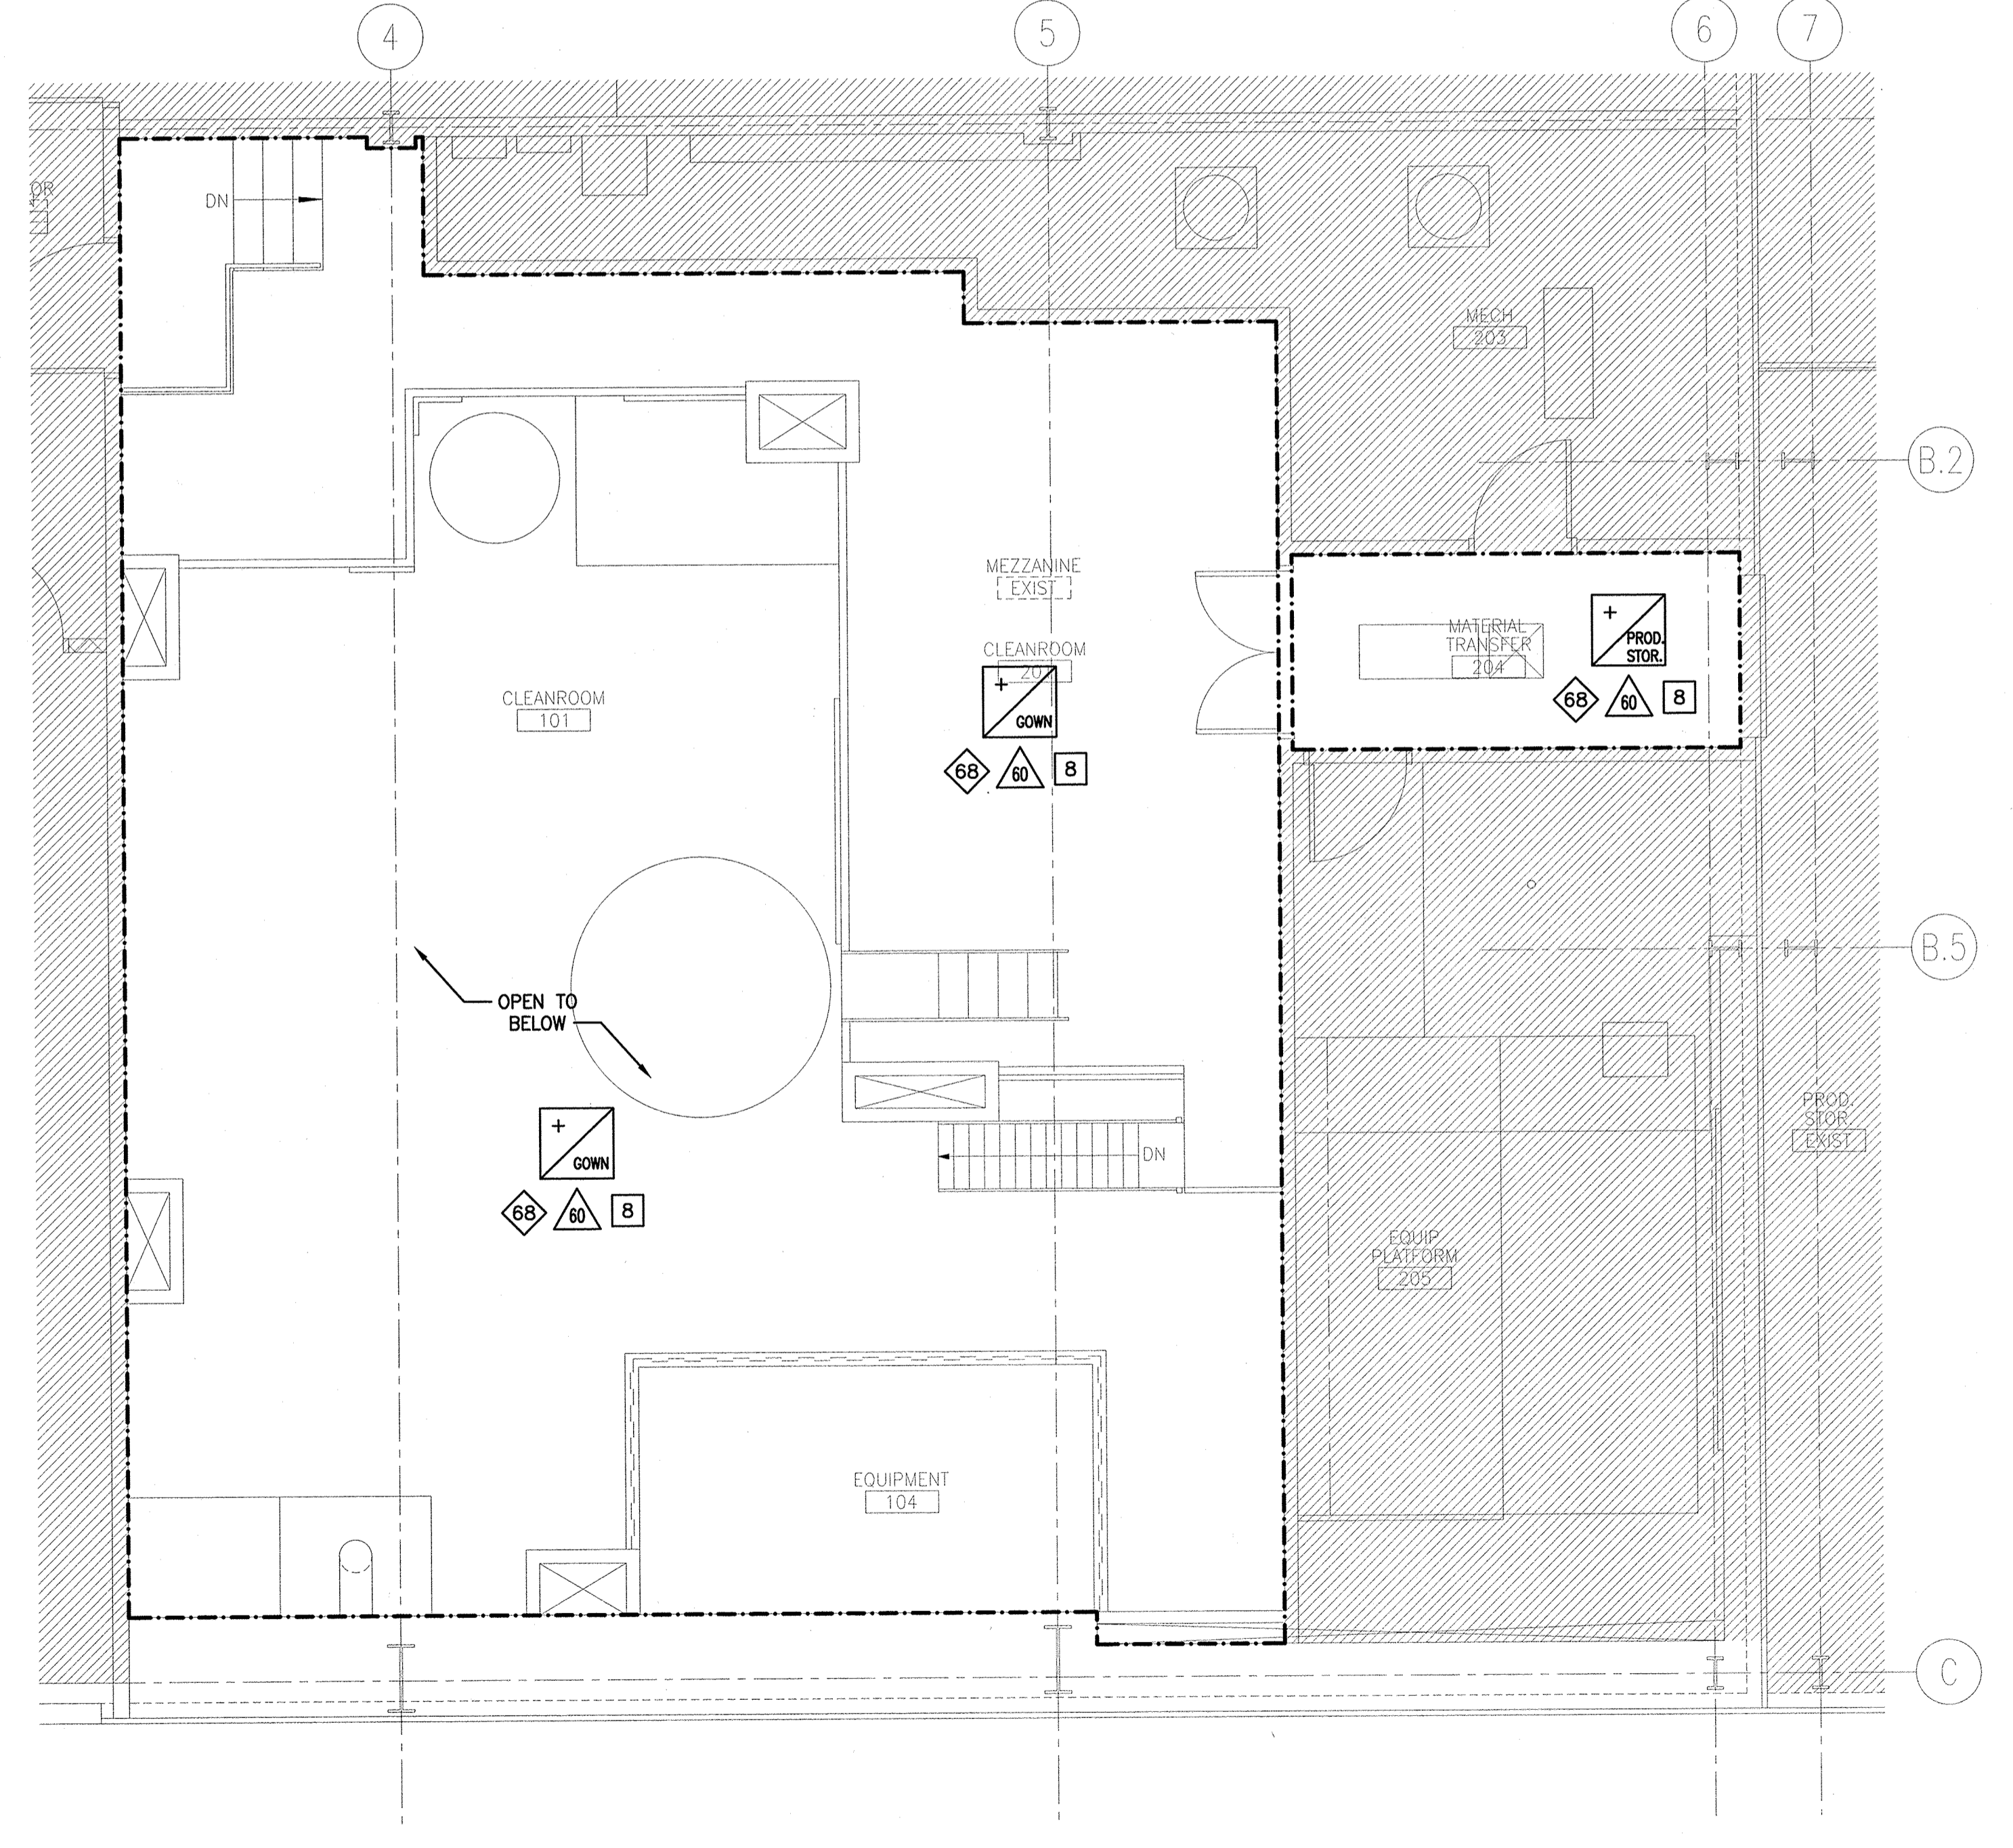 4
5
6
7
DN
OR
MECH
203
B.2
MEZZANINE
EXIST
CLEANROOM
+
GOWN
68
60
8
MATERIAL
TRANSFER
204
+
PROD.
STOR.
68
60
8
CLEANROOM
101
B.5
OPEN TO
BELOW
+
GOWN
68
60
8
DN
PROD.
STOR.
EXIST
EQUIP
PLATFORM
205
EQUIPMENT
104
C